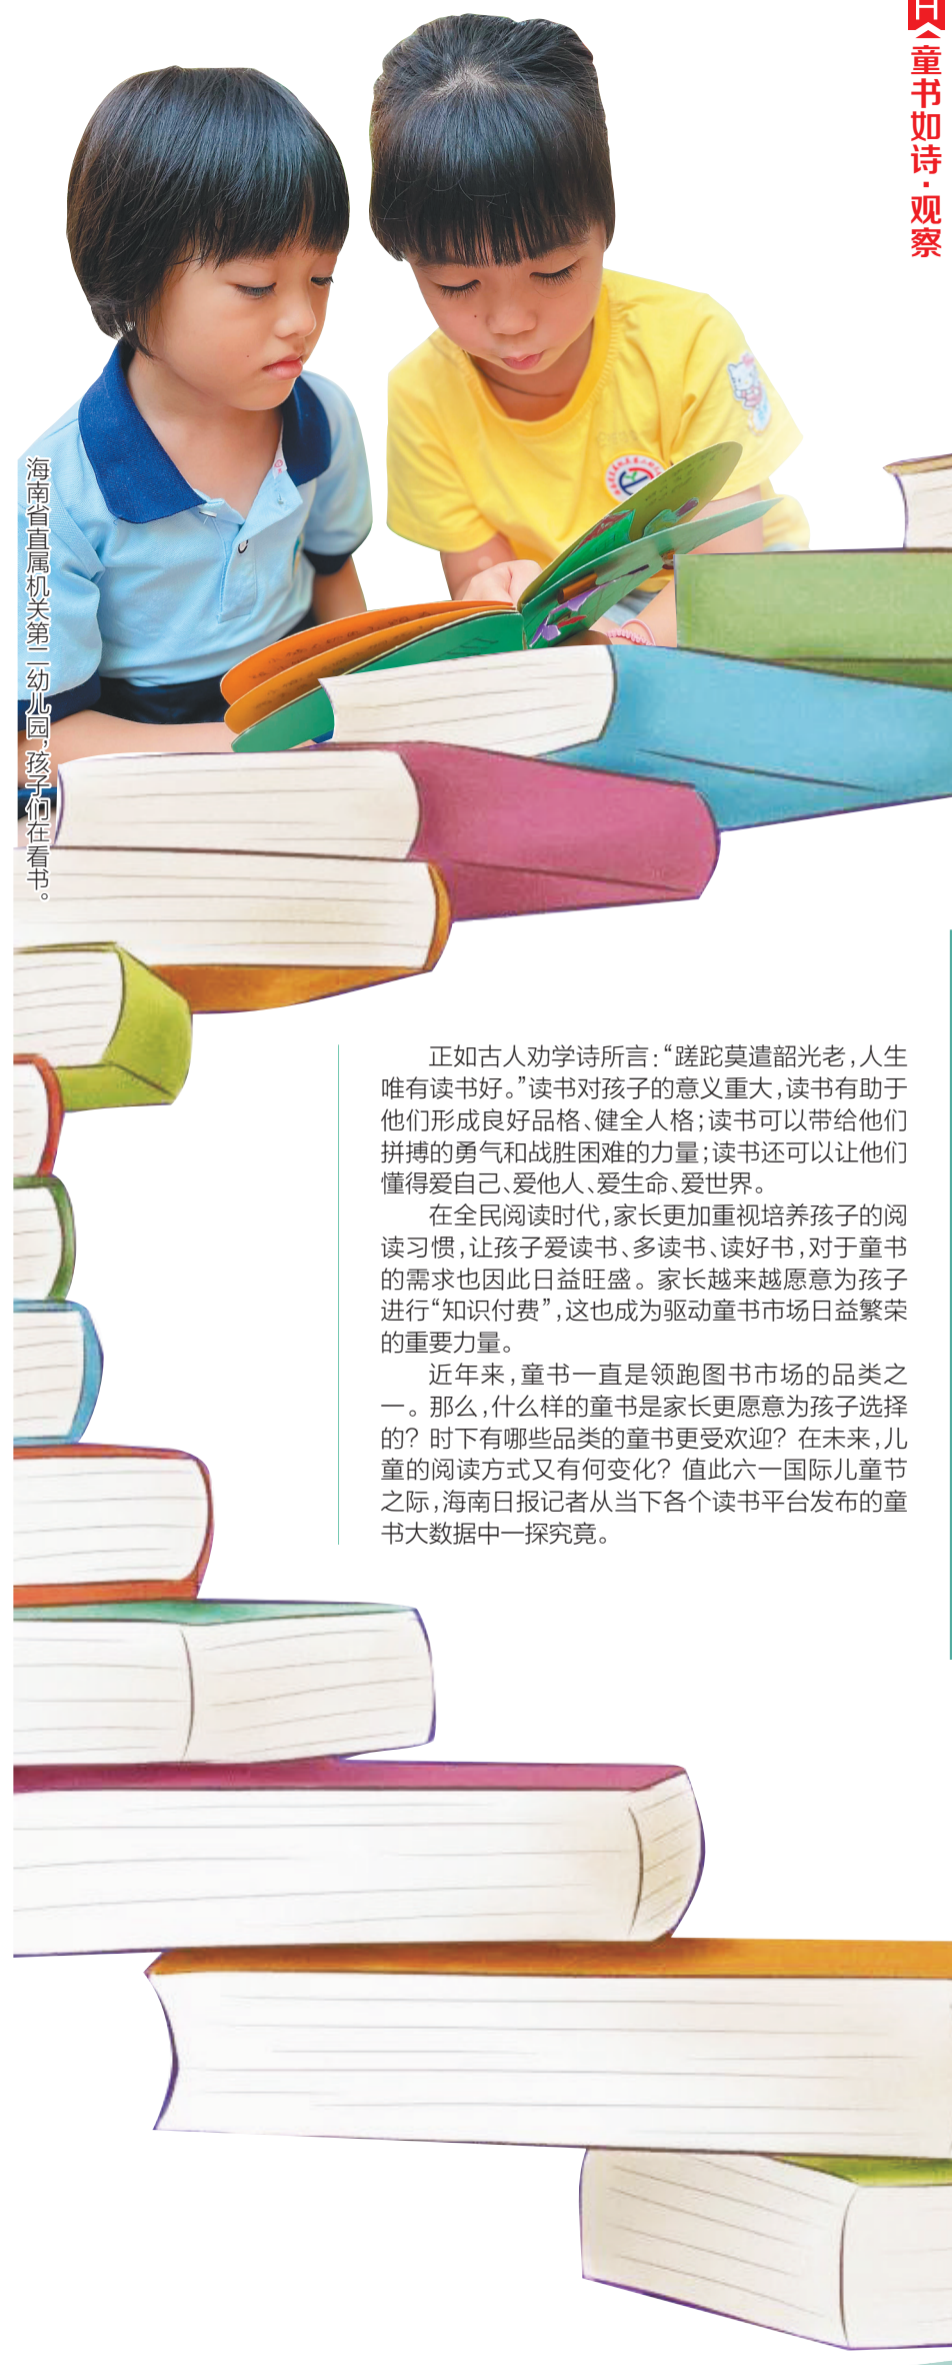 H
童书如诗·观察
海南省直属机关第二幼儿园,孩子们在看书。
正如古人劝学诗所言:“蹉跎莫遣韶光老,人生
唯有读书好。”读书对孩子的意义重大,读书有助于
他们形成良好品格、健全人格;读书可以带给他们
拼搏的勇气和战胜困难的力量;读书还可以让他们
懂得爱自己、爱他人、爱生命、爱世界。
在全民阅读时代,家长更加重视培养孩子的阅
读习惯,让孩子爱读书、多读书、读好书,对于童书
的需求也因此日益旺盛。家长越来越愿意为孩子
进行“知识付费”,这也成为驱动童书市场日益繁荣
的重要力量。
近年来,童书一直是领跑图书市场的品类之
一。那么,什么样的童书是家长更愿意为孩子选择
的?时下有哪些品类的童书更受欢迎?在未来,儿
童的阅读方式又有何变化?值此六一国际儿童节
之际,海南日报记者从当下各个读书平台发布的童
书大数据中一探究竟。